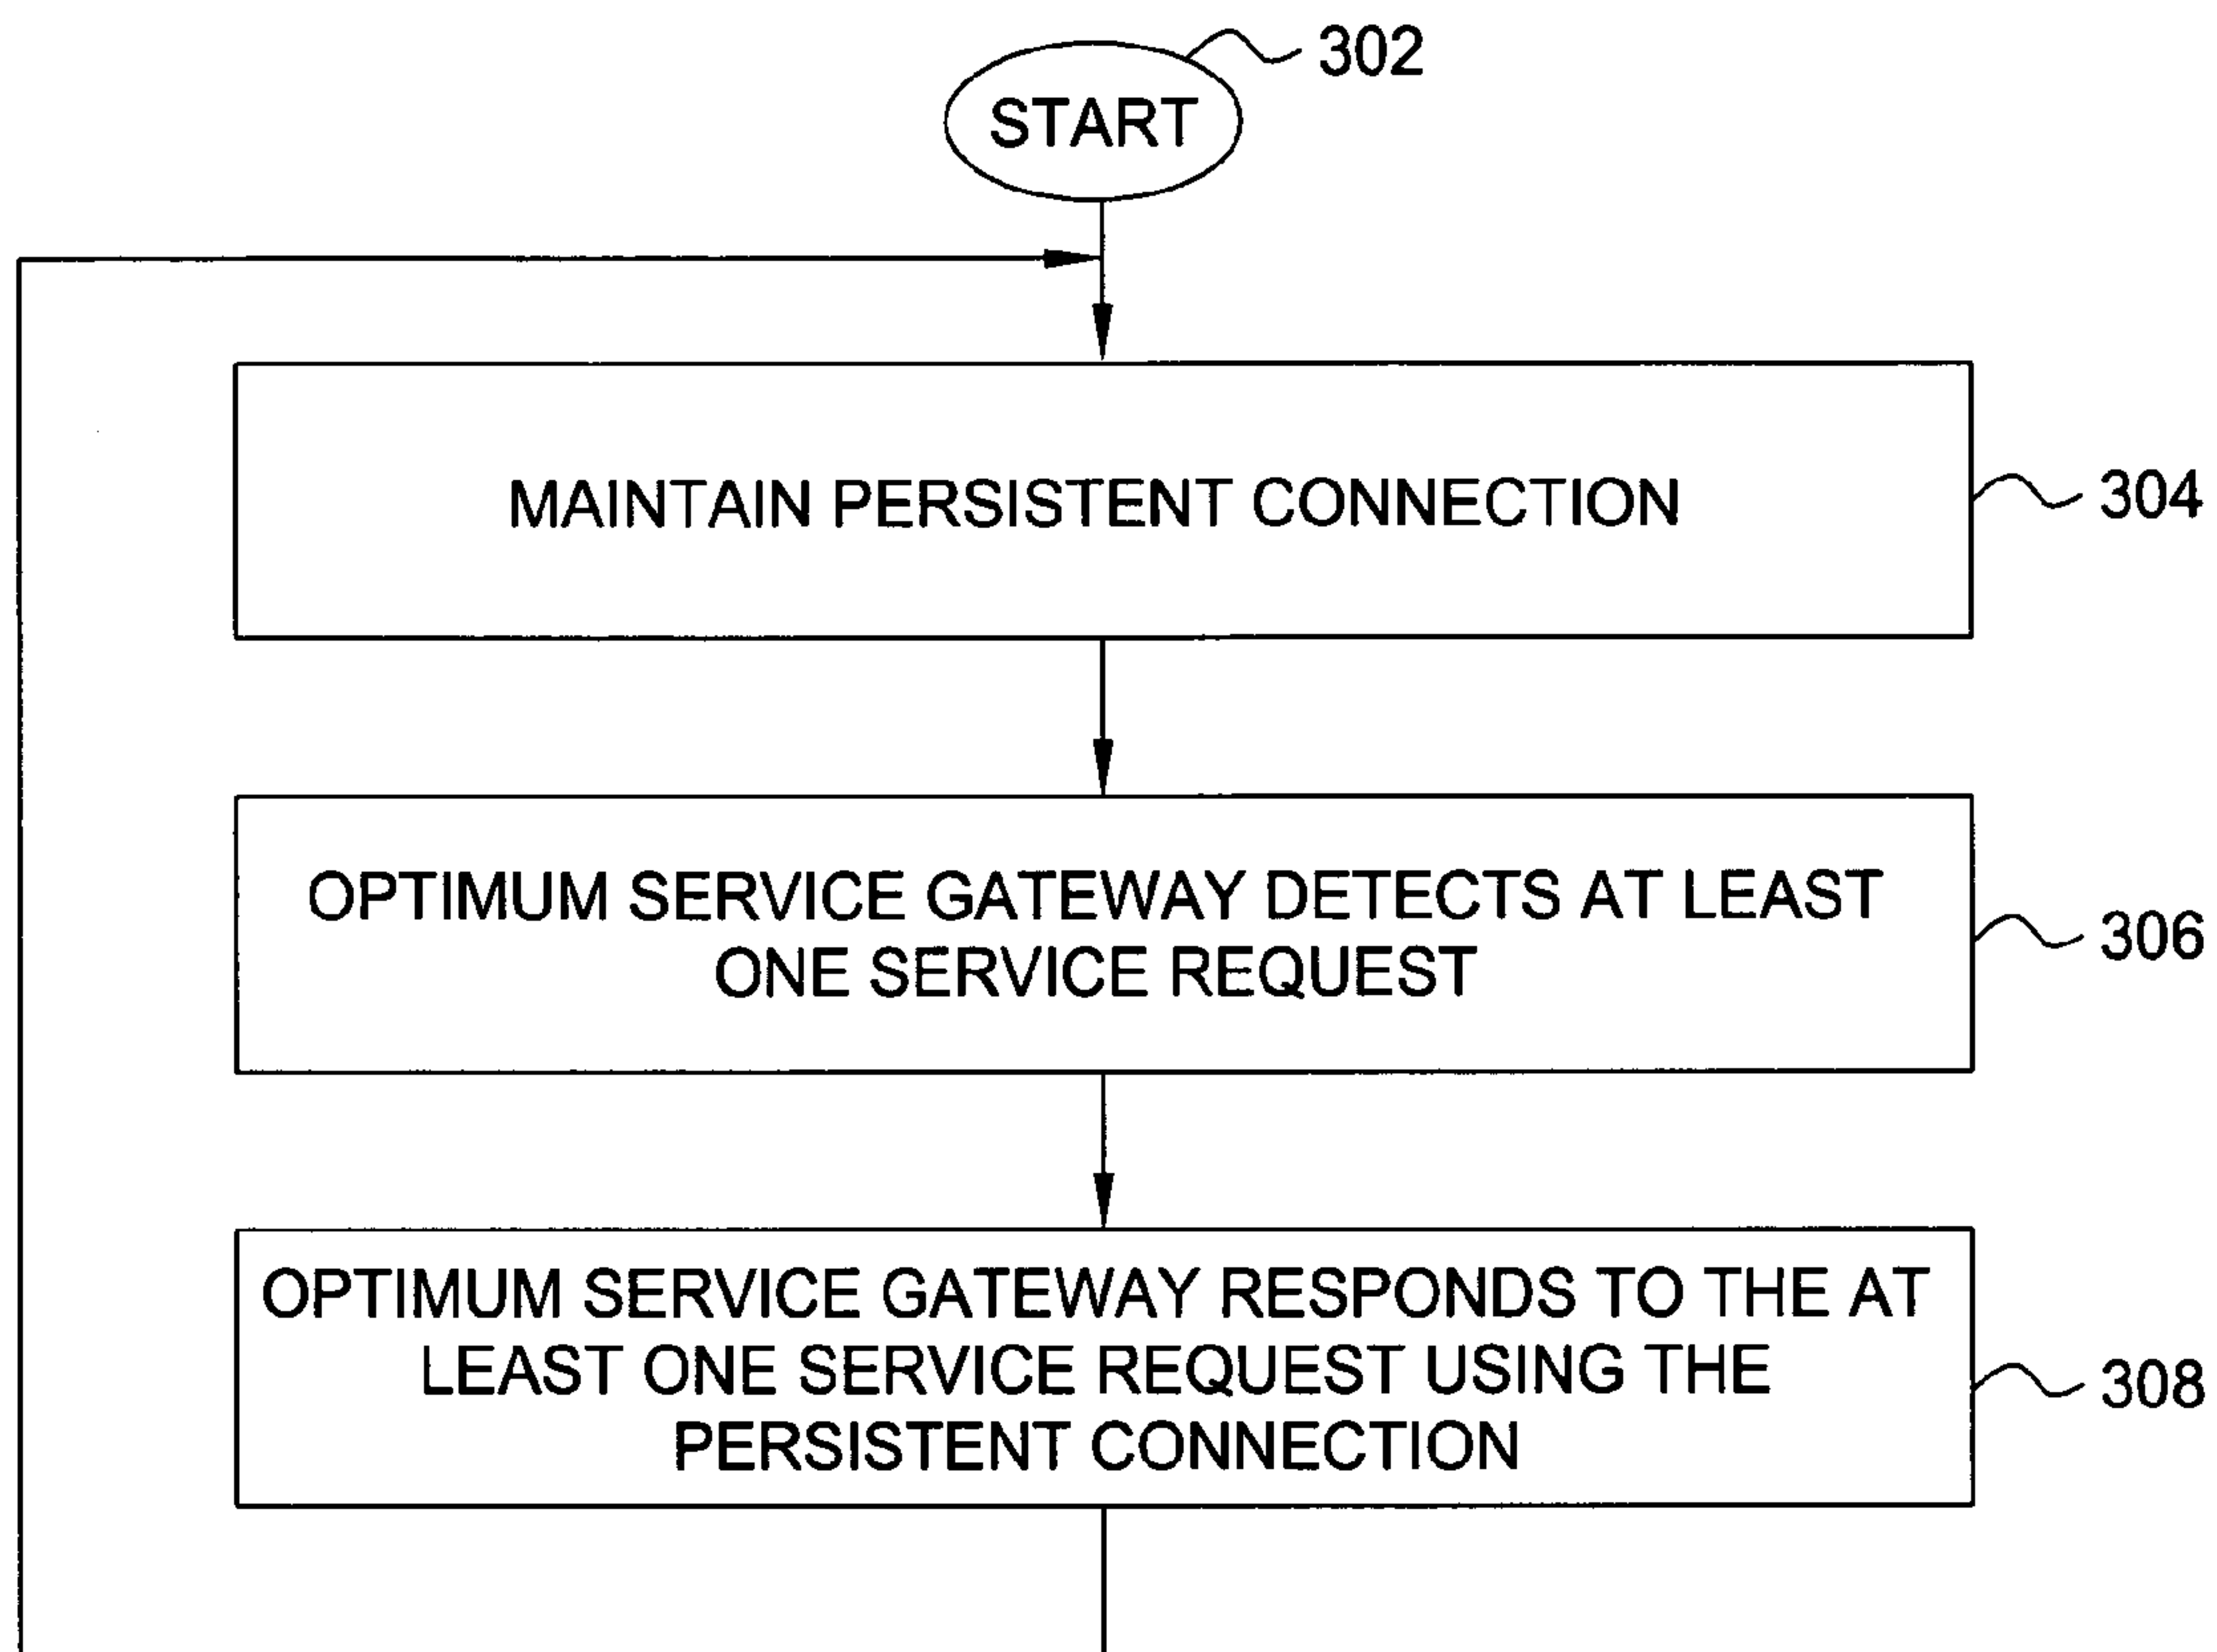 302
START
MAINTAIN PERSISTENT CONNECTION
304
OPTIMUM SERVICE GATEWAY DETECTS AT LEAST
ONE SERVICE REQUEST
306
OPTIMUM SERVICE GATEWAY RESPONDS TO THE AT
LEAST ONE SERVICE REQUEST USING THE
PERSISTENT CONNECTION
308